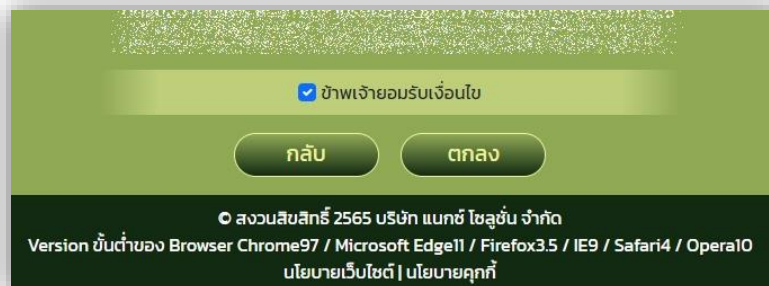 ข้าพเจ้ายอมรับเงื่อนไข
กลับ ตกลง
© สงวนสิขสิทธิ์ 2565 บริษัท แนกซ์ โซลูชั่น จำกัด
Version ขั้นต่ำของ Browser Chrome97 / Microsoft Edge11 / Firefox3.5 / IE9 / Safari4 / Opera10
นโยบายเว็บไซต์ | นโยบายคุกกี้